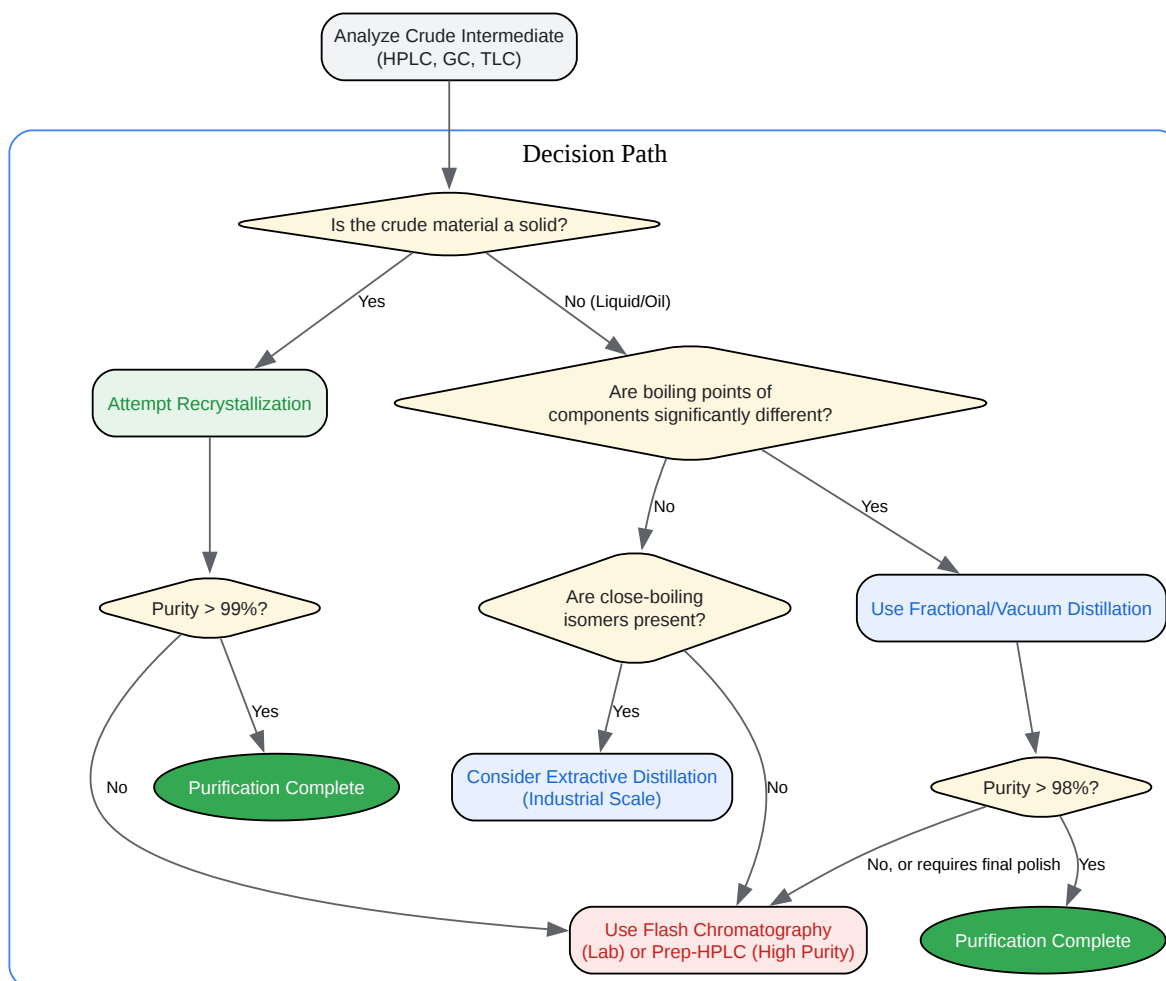 Analyze Crude Intermediate
(HPLC, GC, TLC)
Decision Path
Is the crude material a solid?
Yes
No (Liquid/Oil)
Attempt Recrystallization
Are boiling points of
components significantly different?
No
Yes
Purity > 99%?
Are close-boiling
isomers present?
Use Fractional/Vacuum Distillation
Yes
Yes
No
Purification Complete
Consider Extractive Distillation
(Industrial Scale)
No
Purity > 98%?
No, or requires final polish
Yes
Use Flash Chromatography
(Lab) or Prep-HPLC (High Purity)
Purification Complete